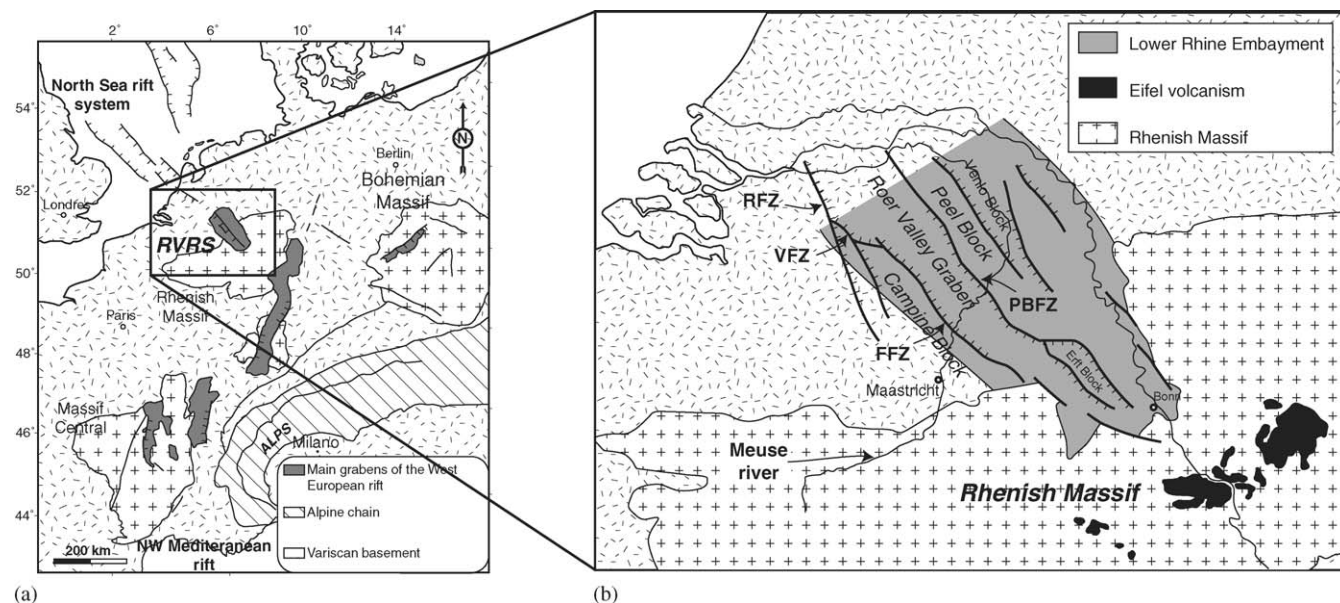 2°
6°
10°
14°
54°
52°
50°
48°
46°
44°
North Sea rift
system
N
Berlin
Bohemian
Massif
Londres
RVRS
Rhenish
Massif
Paris
Massif
Central
ALPS
Milano
Main grabens of the West
European rift
Alpine chain
Variscan basement
200 km
NW Mediteranean
rift
(a)
Lower Rhine Embayment
Eifel volcanism
Rhenish Massif
RFZ
VFZ
Roer Valley Graben
Peel Block
Venlo Block
PBFZ
Campine Block
FFZ
Erft Block
Maastricht
Bonn
Meuse
river
Rhenish Massif
(b)